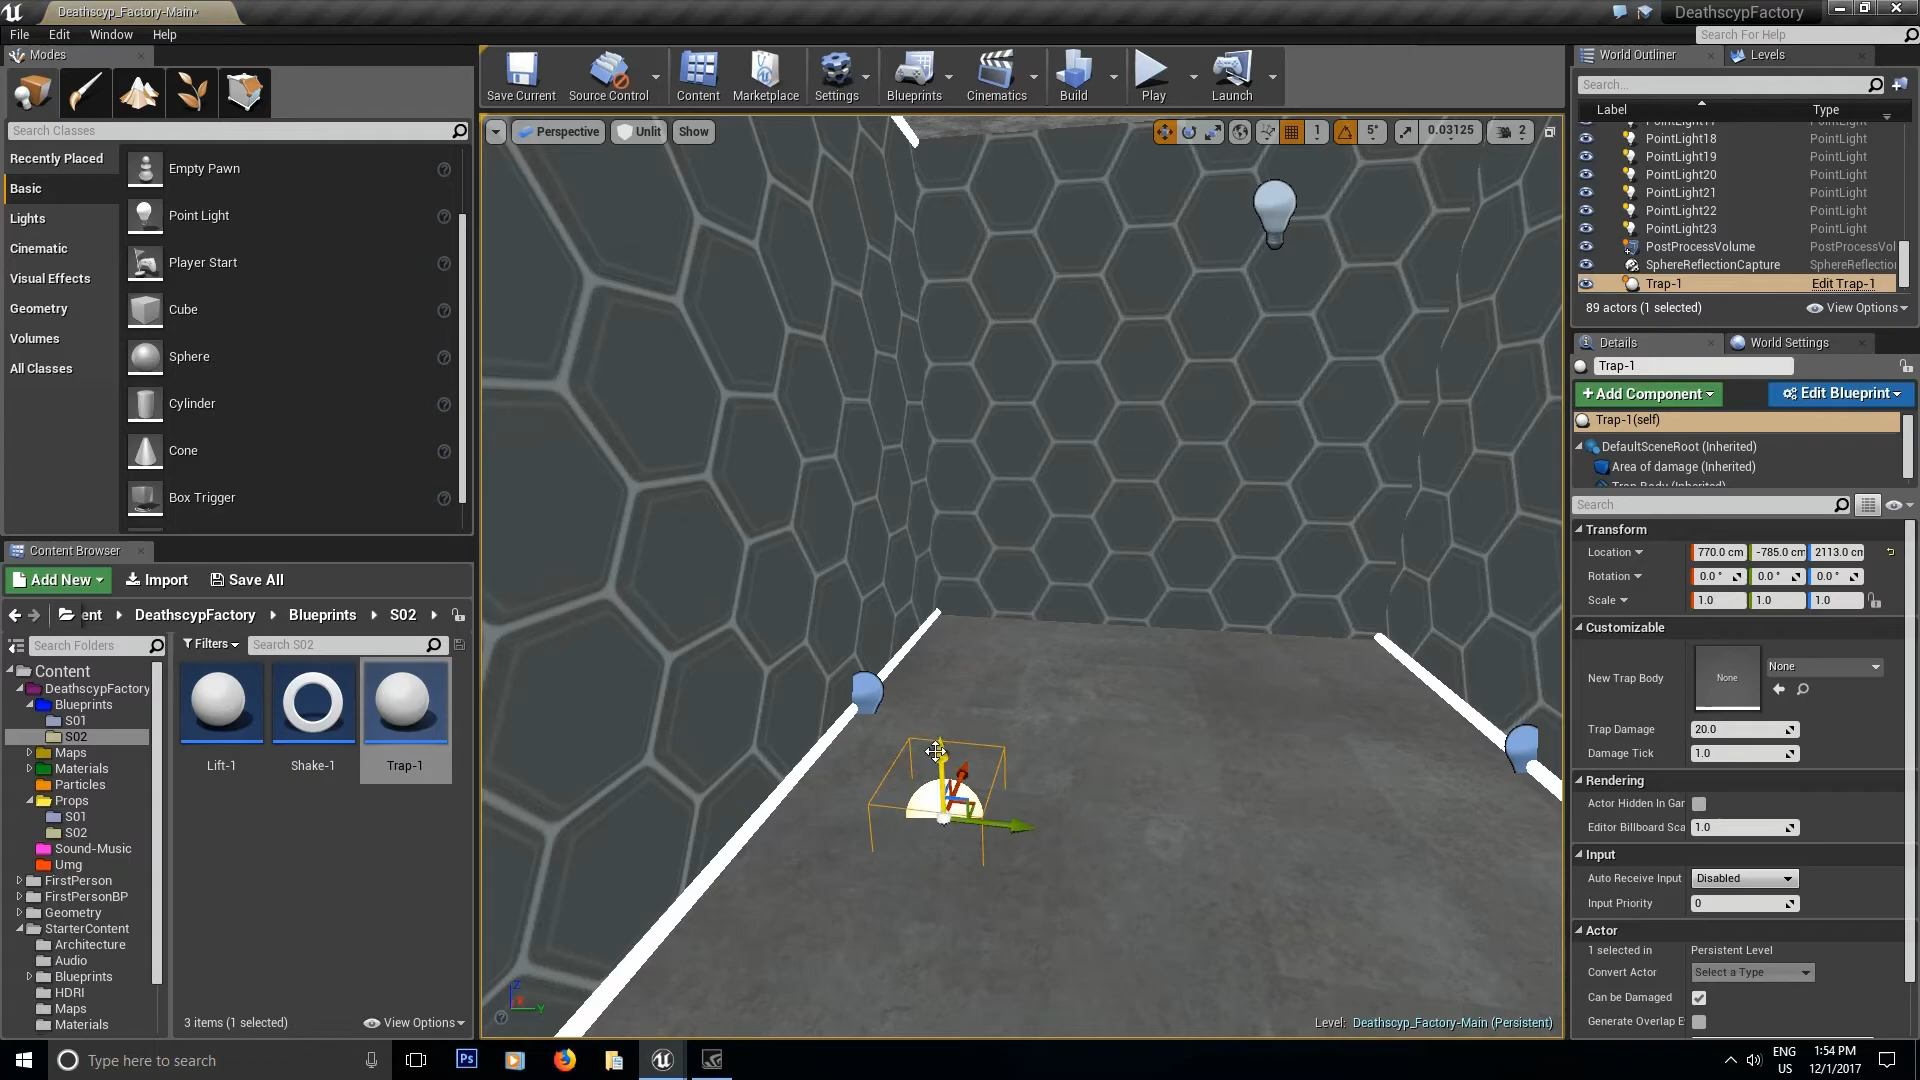 Deathscyp_Factory-Main*
DeathscypFactory
File
Edit
Window
Help
Search For Help
Modes
Search Classes
Recently Placed
Basic
Lights
Cinematic
Visual Effects
Geometry
Volumes
All Classes
Empty Pawn
Point Light
Player Start
Cube
Sphere
Cylinder
Cone
Box Trigger
Save Current
Source Control
Content
Marketplace
Settings
Blueprints
Cinematics
Build
Play
Launch
Perspective
Unlit
Show
1
5°
0.03125
2
Level: Deathscyp_Factory-Main (Persistent)
World Outliner
Levels
Search...
Label
Type
PointLight18 PointLight
PointLight19 PointLight
PointLight20 PointLight
PointLight21 PointLight
PointLight22 PointLight
PointLight23 PointLight
PostProcessVolume PostProcessVol
SphereReflectionCapture SphereReflection
Trap-1 Edit Trap-1
89 actors (1 selected)
View Options
Details
World Settings
Trap-1
+Add Component
Edit Blueprint
Trap-1(self)
DefaultSceneRoot (Inherited)
Area of damage (Inherited)
Trap Body (Inherited)
Search
Transform
Location 770.0 cm -785.0 cm 2113.0 cm
Rotation 0.0 ° 0.0 ° 0.0 °
Scale 1.0 1.0 1.0
Customizable
New Trap Body None None
Trap Damage 20.0
Damage Tick 1.0
Rendering
Actor Hidden In Gar
Editor Billboard Sca 1.0
Input
Auto Receive Input Disabled
Input Priority 0
Actor
1 selected in Persistent Level
Convert Actor Select a Type
Can be Damaged
Generate Overlap E
Content Browser
Add New
Import
Save All
ent
DeathscypFactory
Blueprints
S02
Search Folders
Filters
Search S02
Content
DeathscypFactory
Blueprints
S01
S02
Maps
Materials
Particles
Props
S01
S02
Sound-Music
Umg
FirstPerson
FirstPersonBP
Geometry
StarterContent
Architecture
Audio
Blueprints
HDRI
Maps
Materials
Lift-1
Shake-1
Trap-1
3 items (1 selected)
View Options
Type here to search
Ps
ENG
US
1:54 PM
12/1/2017